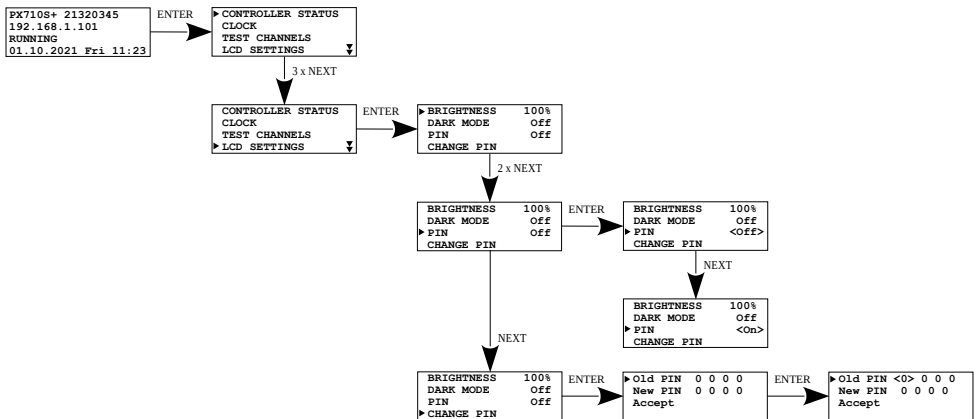 PX710S+ 21320345
192.168.1.101
RUNNING
01.10.2021 Fri 11:23
ENTER
CONTROLLER STATUS
CLOCK
TEST CHANNELS
LCD SETTINGS
3 x NEXT
CONTROLLER STATUS
CLOCK
TEST CHANNELS
LCD SETTINGS
ENTER
BRIGHTNESS 100%
DARK MODE Off
PIN Off
CHANGE PIN
2 x NEXT
BRIGHTNESS 100%
DARK MODE Off
PIN Off
CHANGE PIN
ENTER
BRIGHTNESS 100%
DARK MODE Off
PIN <Off>
CHANGE PIN
NEXT
BRIGHTNESS 100%
DARK MODE Off
PIN <On>
CHANGE PIN
NEXT
BRIGHTNESS 100%
DARK MODE Off
PIN Off
CHANGE PIN
ENTER
Old PIN 0 0 0 0
New PIN 0 0 0 0
Accept
ENTER
Old PIN <0> 0 0 0
New PIN 0 0 0 0
Accept